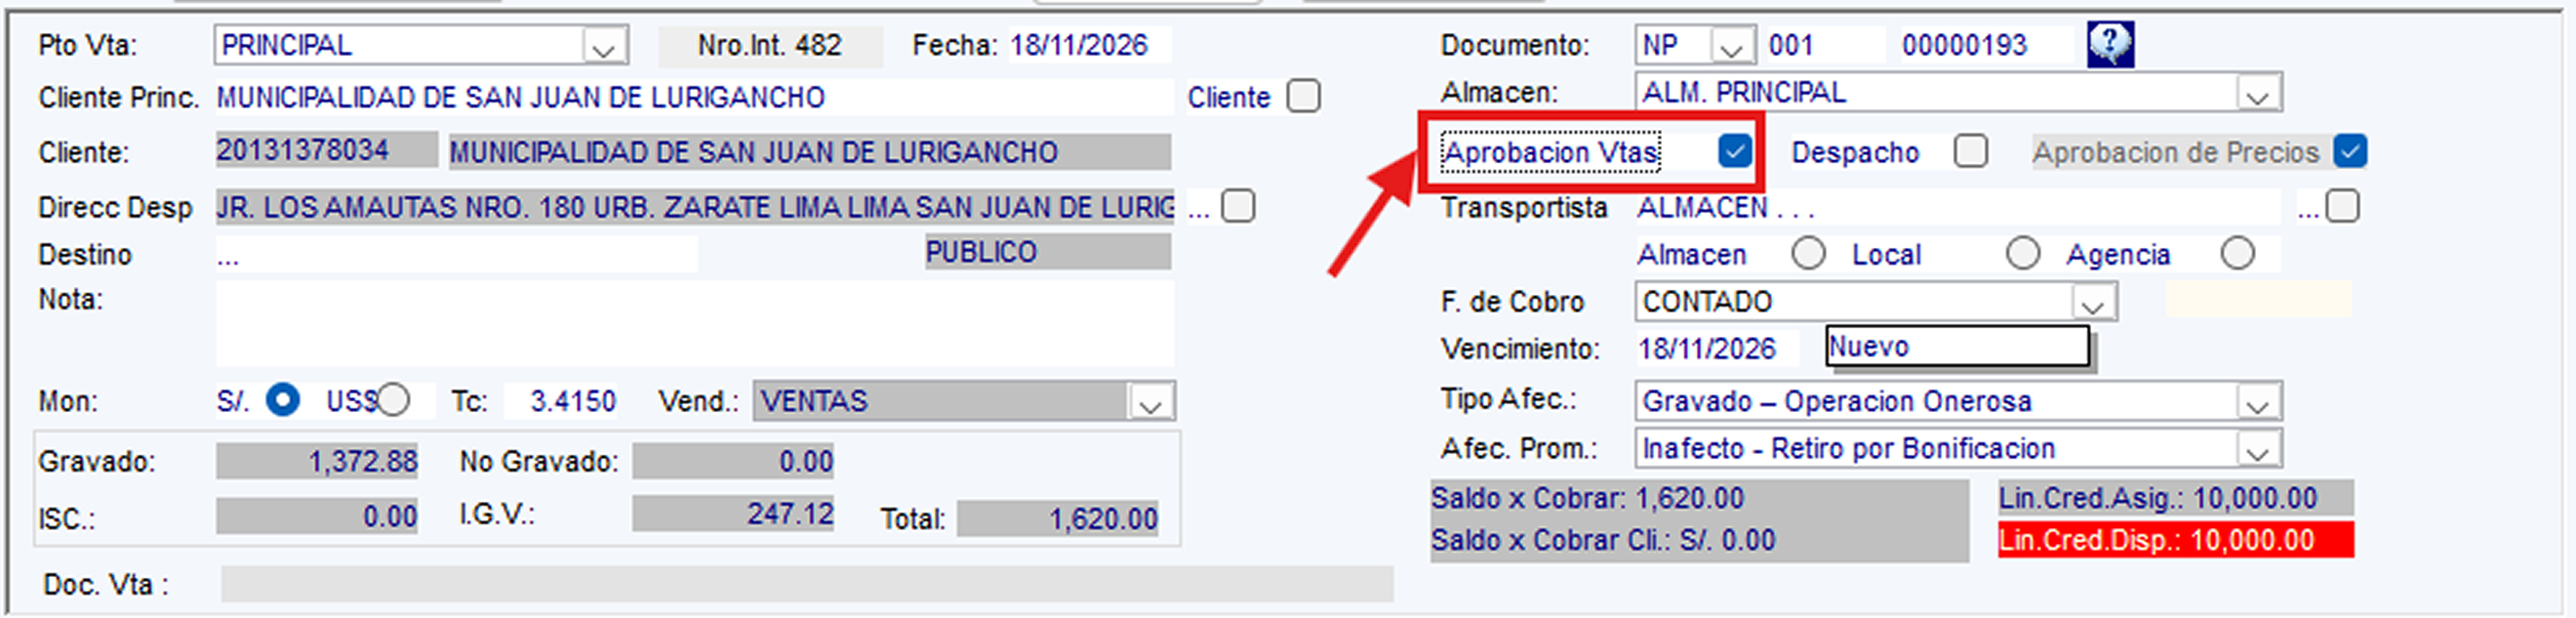 Pto Vta: PRINCIPAL Nro.Int. 482 Fecha: 18/11/2026
Cliente Princ. MUNICIPALIDAD DE SAN JUAN DE LURIGANCHO Cliente
Cliente: 20131378034 MUNICIPALIDAD DE SAN JUAN DE LURIGANCHO
Direcc Desp JR. LOS AMAUTAS NRO. 180 URB. ZARATE LIMA LIMA SAN JUAN DE LURIG ...
Destino ... PUBLICO
Nota:
Mon: S/. US$ Tc: 3.4150 Vend.: VENTAS
Gravado: 1,372.88 No Gravado: 0.00
ISC.: 0.00 I.G.V.: 247.12 Total: 1,620.00
Doc. Vta :
Documento: NP 001 00000193 ?
Almacen: ALM. PRINCIPAL
Aprobacion Vtas Despacho Aprobacion de Precios
Transportista ALMACEN . . . ...
Almacen Local Agencia
F. de Cobro CONTADO
Vencimiento: 18/11/2026 Nuevo
Tipo Afec.: Gravado – Operacion Onerosa
Afec. Prom.: Inafecto - Retiro por Bonificacion
Saldo x Cobrar: 1,620.00 Lin.Cred.Asig.: 10,000.00
Saldo x Cobrar Cli.: S/. 0.00 Lin.Cred.Disp.: 10,000.00